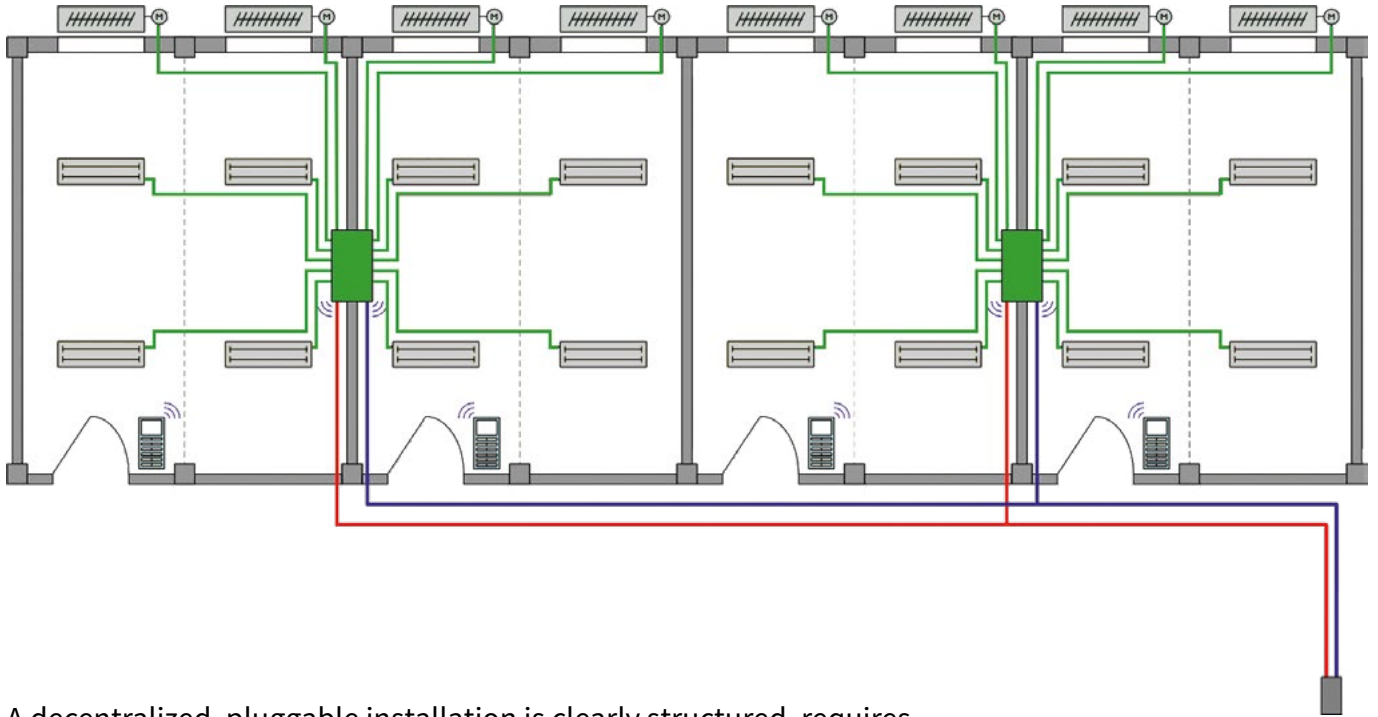 M M M M M M M M
A decentralized, pluggable installation is clearly structured, requires